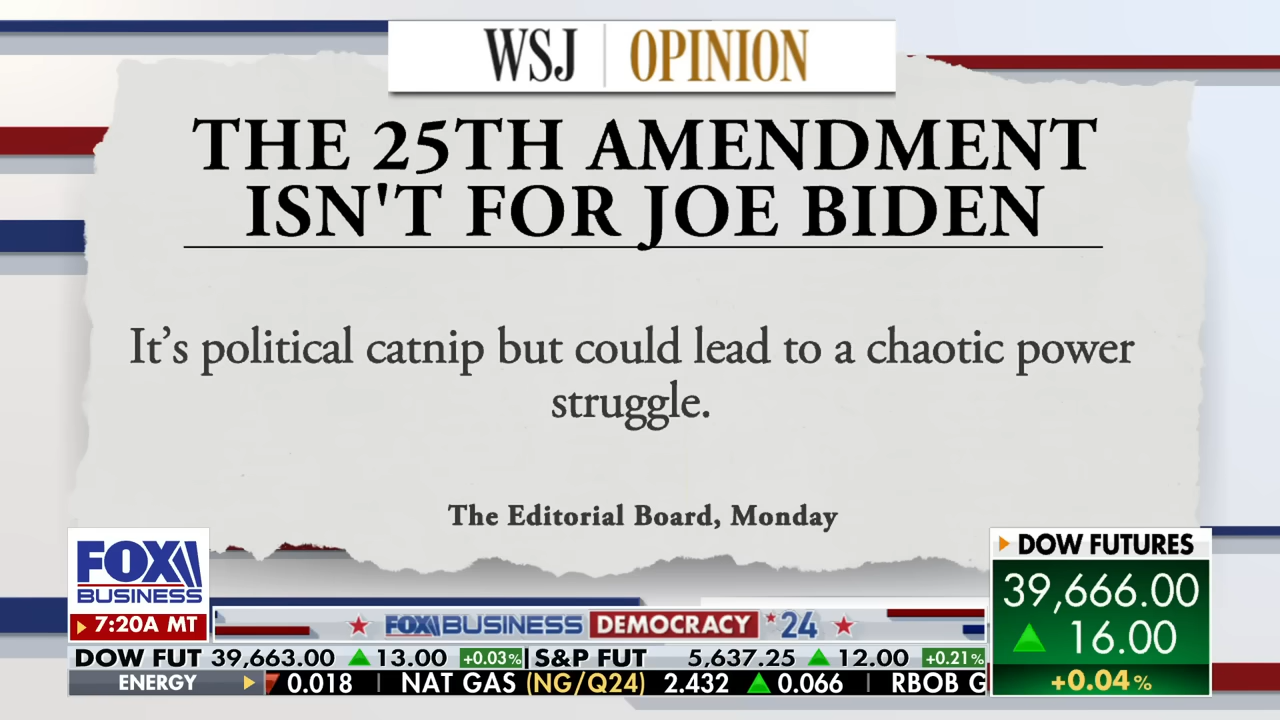 WSJ | OPINION
THE 25TH AMENDMENT
ISN'T FOR JOE BIDEN
It's political catnip but could lead to a chaotic power
struggle.
The Editorial Board, Monday
FOX BUSINESS
7:20A MT
FOX BUSINESS DEMOCRACY '24
DOW FUTURES
39,666.00
16.00
+0.04%
DOW FUT 39,663.00 13.00 +0.03% S&P FUT 5,637.25 12.00 +0.21%
ENERGY 0.018 | NAT GAS (NG/Q24) 2.432 0.066 | RBOB G